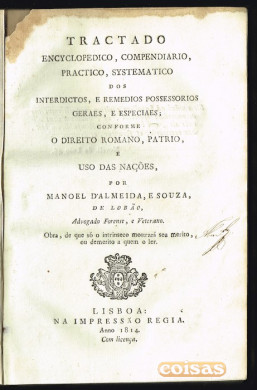 TRACTADO
ENCYCLOPEDICO, COMPENDIARIO,
PRACTICO, SYSTEMATICO
DOS
INTERDICTOS, E REMEDIOS POSSESSORIOS
GERAES, E ESPECIAES;
CONFORME
O DIREITO ROMANO, PATRIO,
E
USO DAS NAÇÕES,
POR
MANOEL D'ALMEIDA, E SOUZA,
DE LOBÃO,
Advogado Forense, e Veterano.
Obra, de que só o intrinseco mostrará seu merito,
ou demerito a quem o ler.
LISBOA:
NA IMPRESSÃO REGIA.
Anno 1814.
Com licença.
coisas